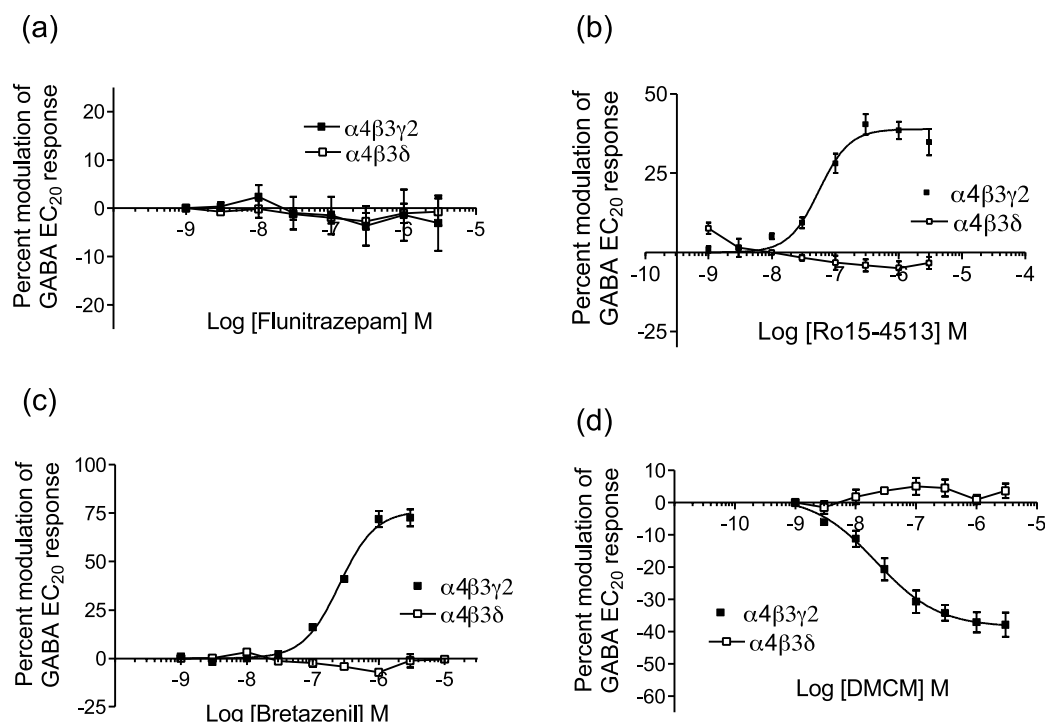 (a)
Percent modulation of
GABA EC20 response
20
10
0
-10
-20
-9
-8
-7
-6
-5
α4β3γ2
α4β3δ
Log [Flunitrazepam] M
(b)
Percent modulation of
GABA EC20 response
50
25
0
-25
-10
-9
-8
-7
-6
-5
-4
α4β3γ2
α4β3δ
Log [Ro15-4513] M
(c)
Percent modulation of
GABA EC20 response
100
75
50
25
0
-25
-9
-8
-7
-6
-5
α4β3γ2
α4β3δ
Log [Bretazenil] M
(d)
Percent modulation of
GABA EC20 response
10
0
-10
-20
-30
-40
-50
-60
-10
-9
-8
-7
-6
-5
α4β3γ2
α4β3δ
Log [DMCM] M